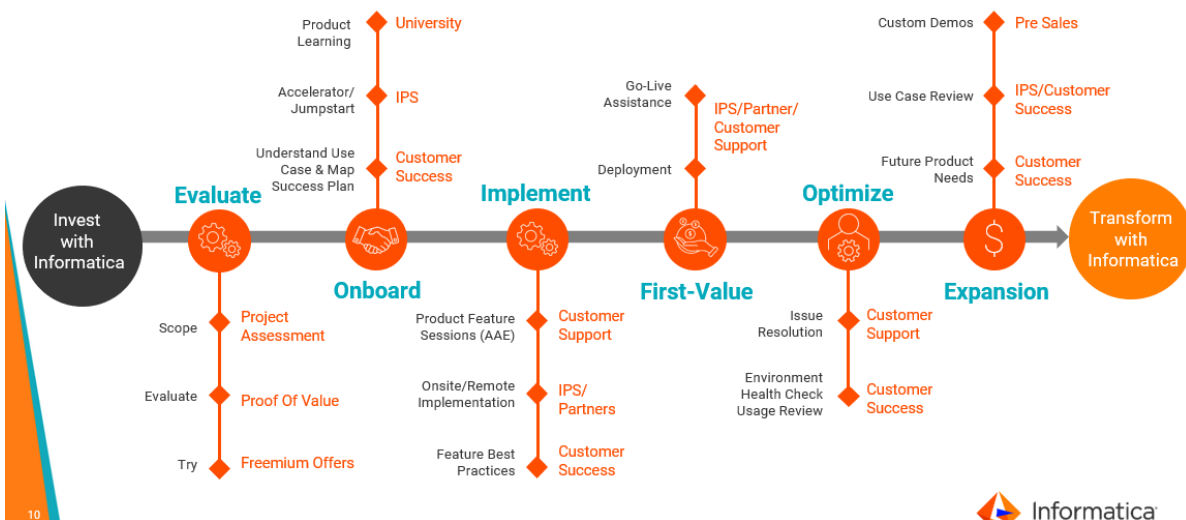 Invest
with
Informatica
Evaluate
Scope
Project
Assessment
Evaluate
Proof Of Value
Try
Freemium Offers
Product
Learning
University
Accelerator/
Jumpstart
IPS
Understand Use
Case & Map
Success Plan
Customer
Success
Onboard
Implement
Product Feature
Sessions (AAE)
Customer
Support
Onsite/Remote
Implementation
IPS/
Partners
Feature Best
Practices
Customer
Success
Go-Live
Assistance
IPS/Partner/
Customer
Support
Deployment
First-Value
Optimize
Issue
Resolution
Customer
Support
Environment
Health Check
Usage Review
Customer
Success
Custom Demos
Pre Sales
Use Case Review
IPS/Customer
Success
Future Product
Needs
Customer
Success
Expansion
Transform
with
Informatica
10
Informatica